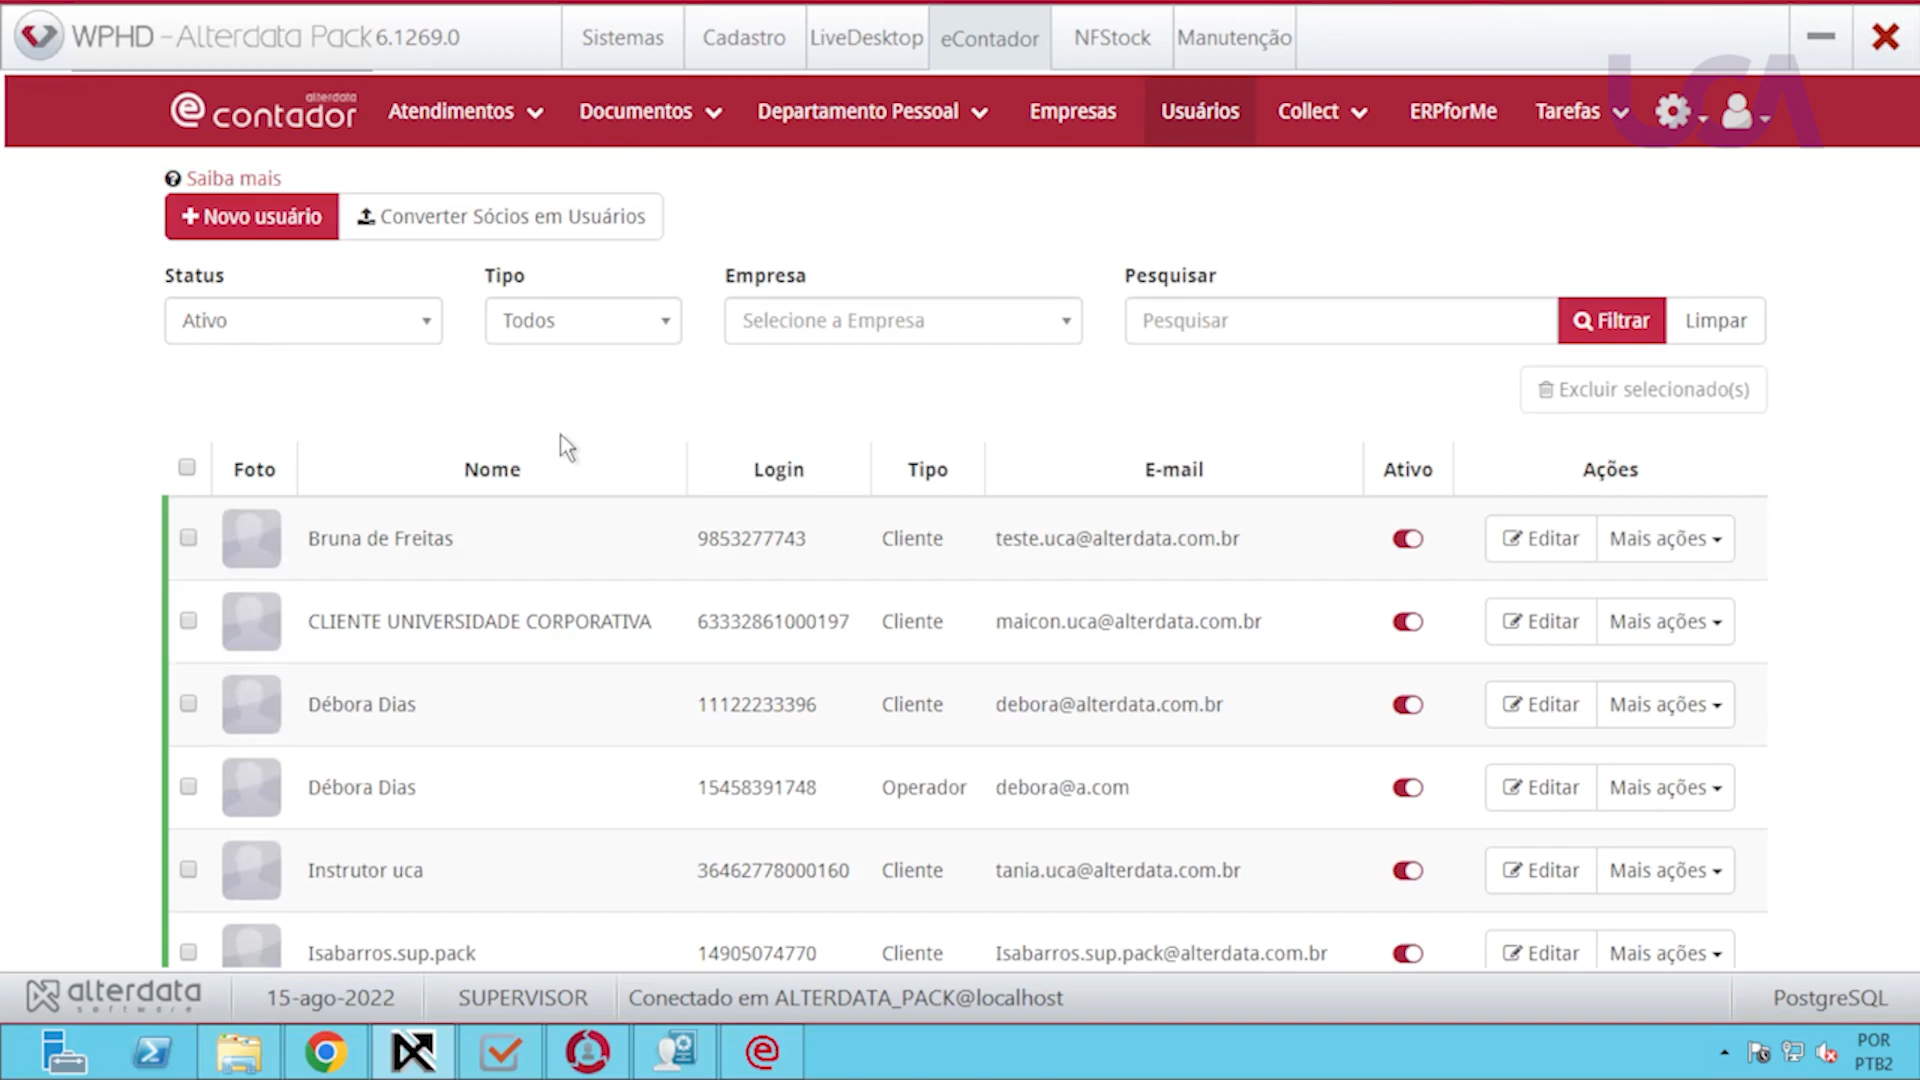 WPHD - Alterdata Pack 6.1269.0
Sistemas
Cadastro
LiveDesktop
eContador
NFStock
Manutenção
UCA
e contador alterdata
Atendimentos
Documentos
Departamento Pessoal
Empresas
Usuários
Collect
ERPforMe
Tarefas
Saiba mais
Novo usuário
Converter Sócios em Usuários
Status
Tipo
Empresa
Pesquisar
Ativo
Todos
Selecione a Empresa
Pesquisar
Filtrar
Limpar
Excluir selecionado(s)
Foto Nome Login Tipo E-mail Ativo Ações
Bruna de Freitas 9853277743 Cliente teste.uca@alterdata.com.br Editar Mais ações
CLIENTE UNIVERSIDADE CORPORATIVA 63332861000197 Cliente maicon.uca@alterdata.com.br Editar Mais ações
Débora Dias 11122233396 Cliente debora@alterdata.com.br Editar Mais ações
Débora Dias 15458391748 Operador debora@a.com Editar Mais ações
Instrutor uca 36462778000160 Cliente tania.uca@alterdata.com.br Editar Mais ações
Isabarros.sup.pack 14905074770 Cliente Isabarros.sup.pack@alterdata.com.br Editar Mais ações
alterdata
software
15-ago-2022
SUPERVISOR
Conectado em ALTERDATA_PACK@localhost
PostgreSQL
POR
PTB2